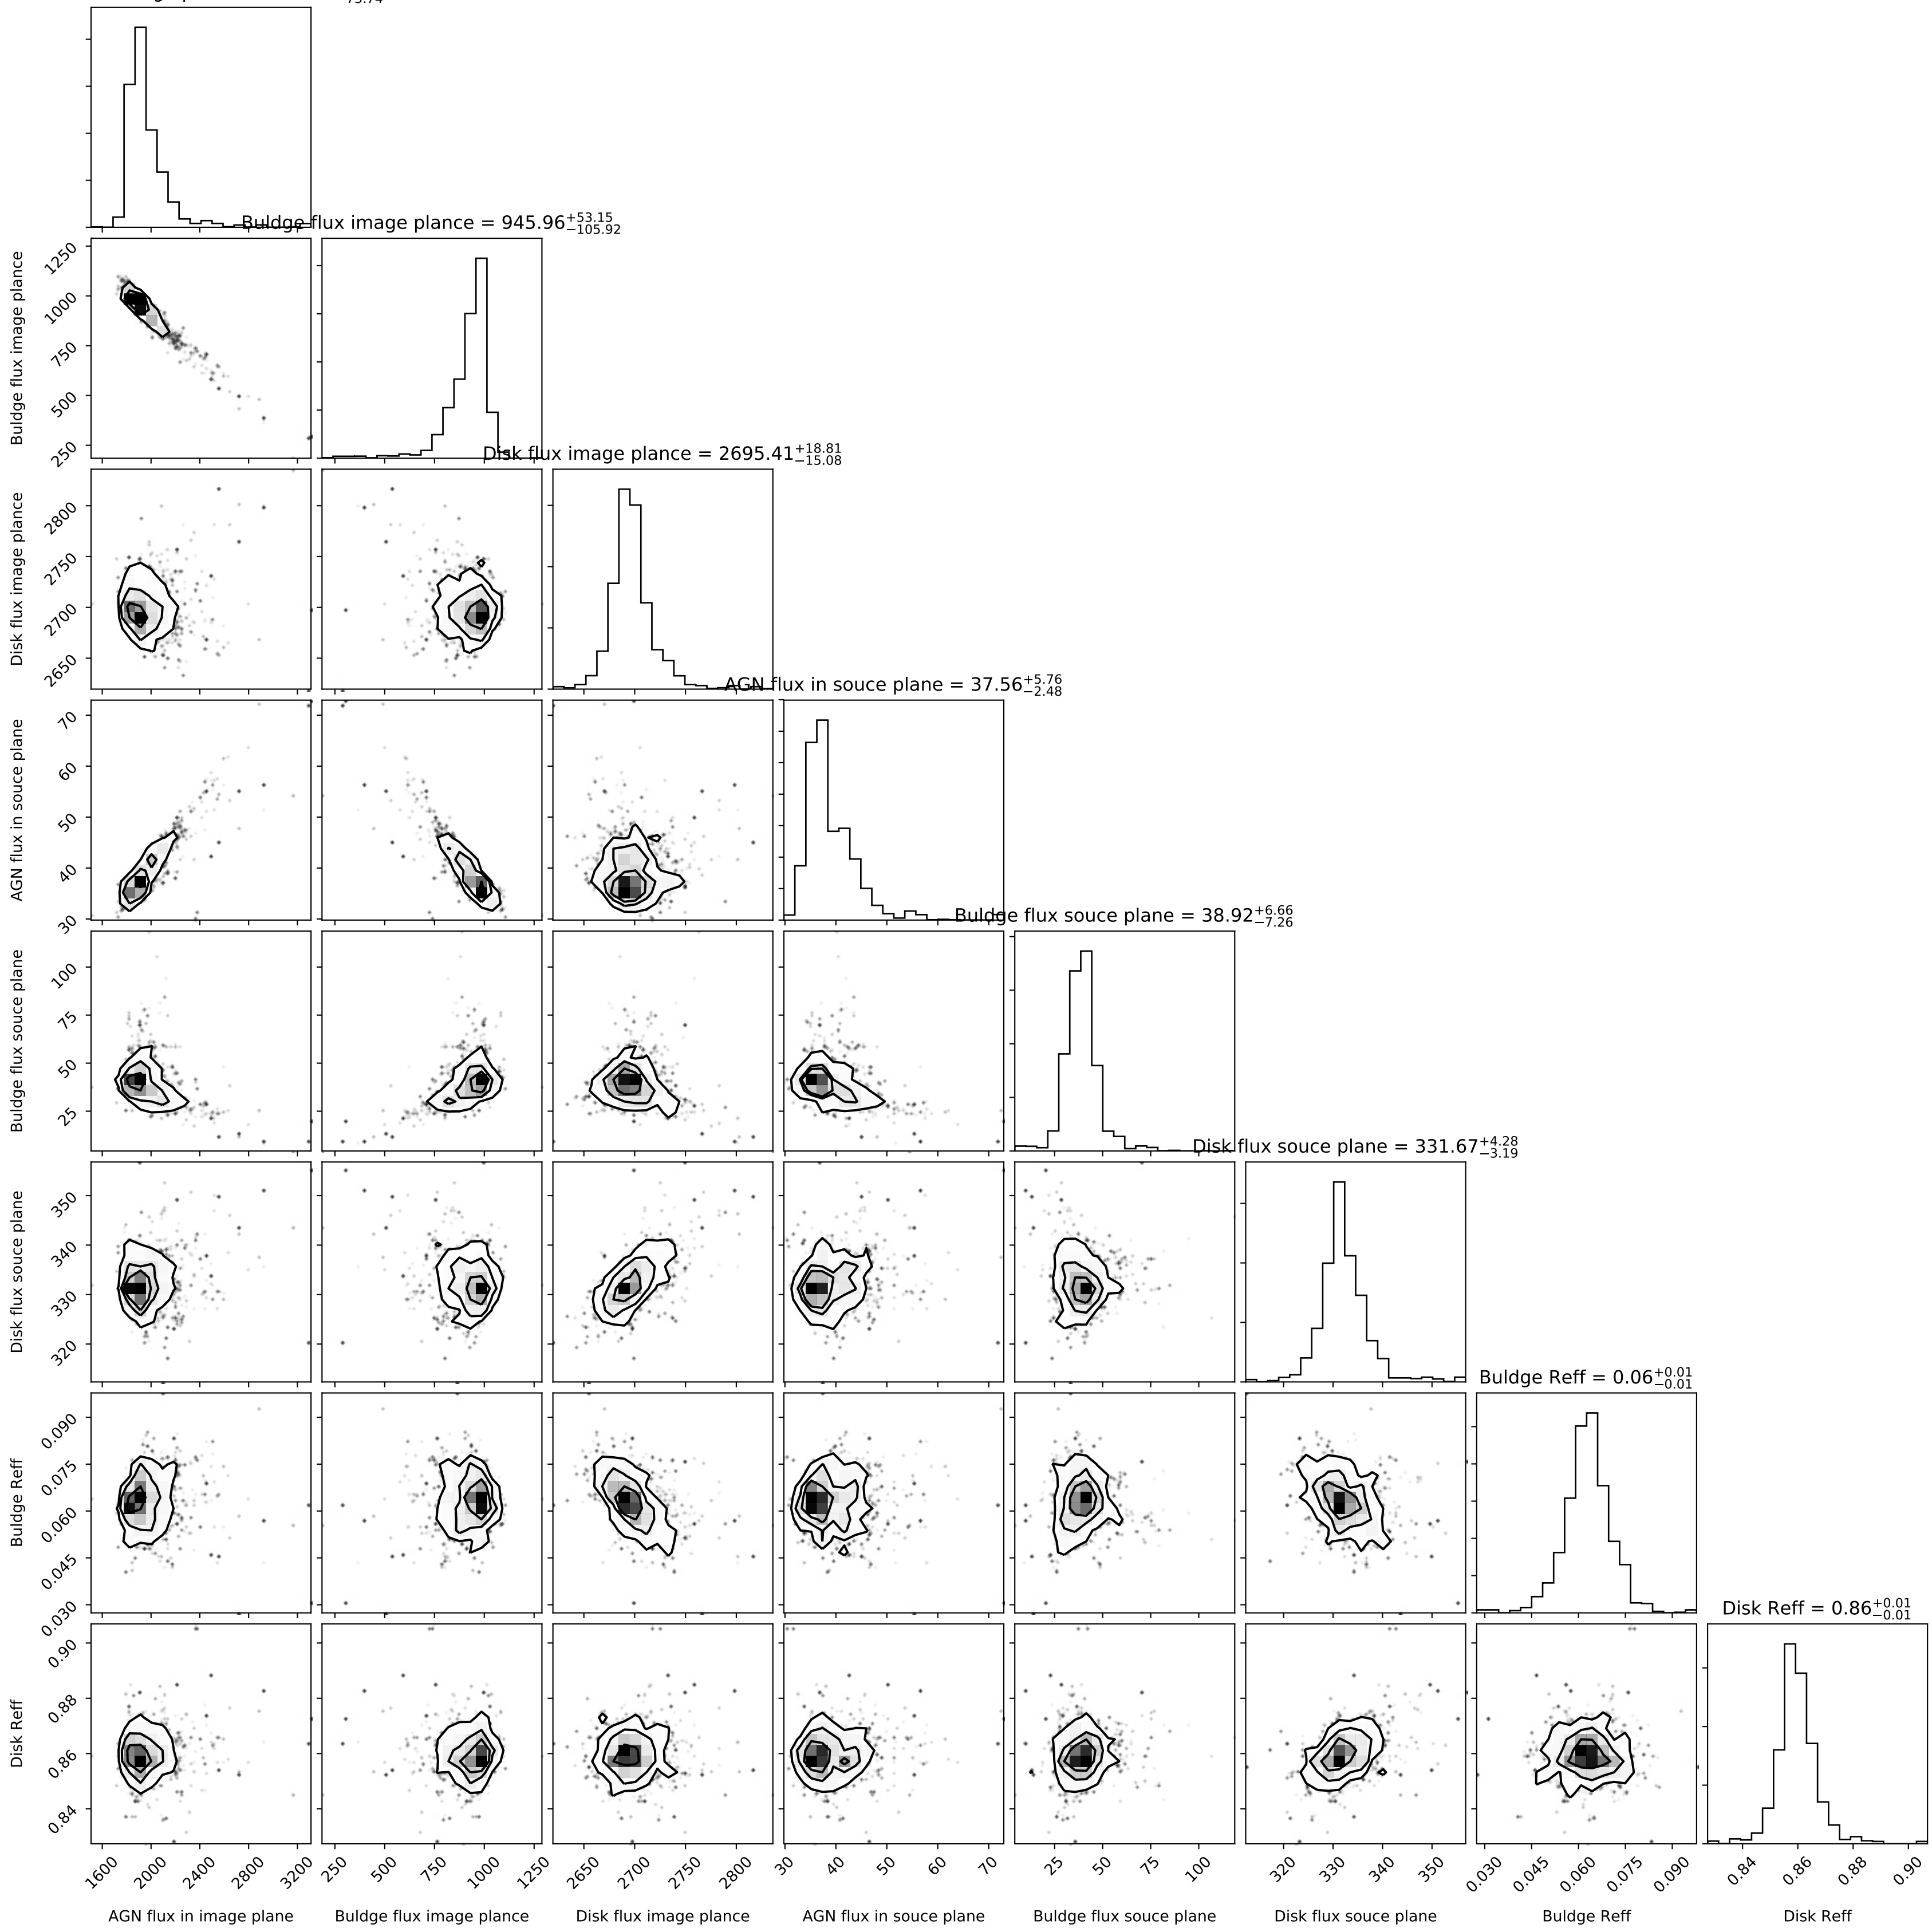 Buldge flux image plance = 945.96 +53.15 −105.92
1250
1000
750
500
250
Buldge flux image plance
Disk flux image plance = 2695.41 +18.81 −15.08
2800
2750
2700
2650
Disk flux image plance
AGN flux in souce plane = 37.56 +5.76 −2.48
70
60
50
40
30
AGN flux in souce plane
Buldge flux souce plane = 38.92 +6.66 −7.26
100
75
50
25
Buldge flux souce plane
Disk flux souce plane = 331.67 +4.28 −3.19
350
340
330
320
Disk flux souce plane
Buldge Reff = 0.06 +0.01 −0.01
0.090
0.075
0.060
0.045
0.030
Buldge Reff
Disk Reff = 0.86 +0.01 −0.01
0.90
0.88
0.86
0.84
Disk Reff
1600 2000 2400 2800 3200 250 500 750 1000 1250 2650 2700 2750 2800 30 40 50 60 70 25 50 75 100 320 330 340 350 0.030 0.045 0.060 0.075 0.090 0.84 0.86 0.88 0.90
AGN flux in image plane Buldge flux image plance Disk flux image plance AGN flux in souce plane Buldge flux souce plane Disk flux souce plane Buldge Reff Disk Reff